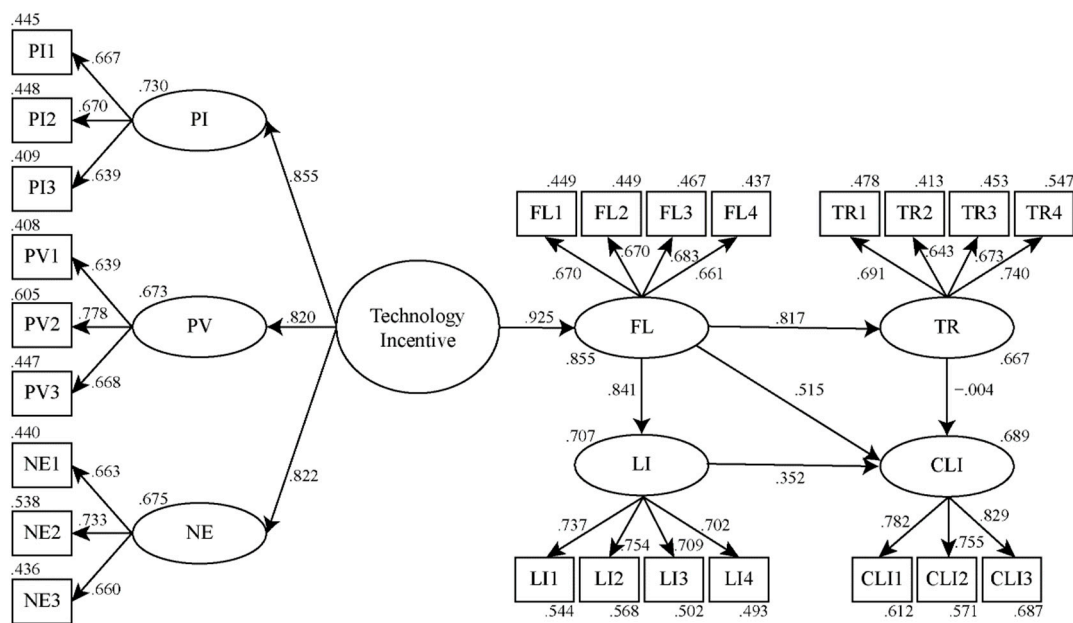 .445
PI1
.667
.448
PI2
.670
.409
PI3
.639
.730
PI
.855
.408
PV1
.639
.605
PV2
.778
.447
PV3
.668
.673
PV
.820
.440
NE1
.663
.538
NE2
.733
.436
NE3
.660
.675
NE
.822
Technology
Incentive
.925
.449 .449 .467 .437
FL1 FL2 FL3 FL4
.670 .670 .683 .661
FL
.855
.817
.478 .413 .453 .547
TR1 TR2 TR3 TR4
.691 .643 .673 .740
TR
.667
.841
.515
−.004
.707
LI
.352
.689
CLI
.737 .754 .709 .702
LI1 LI2 LI3 LI4
.544 .568 .502 .493
.782 .755 .829
CLI1 CLI2 CLI3
.612 .571 .687